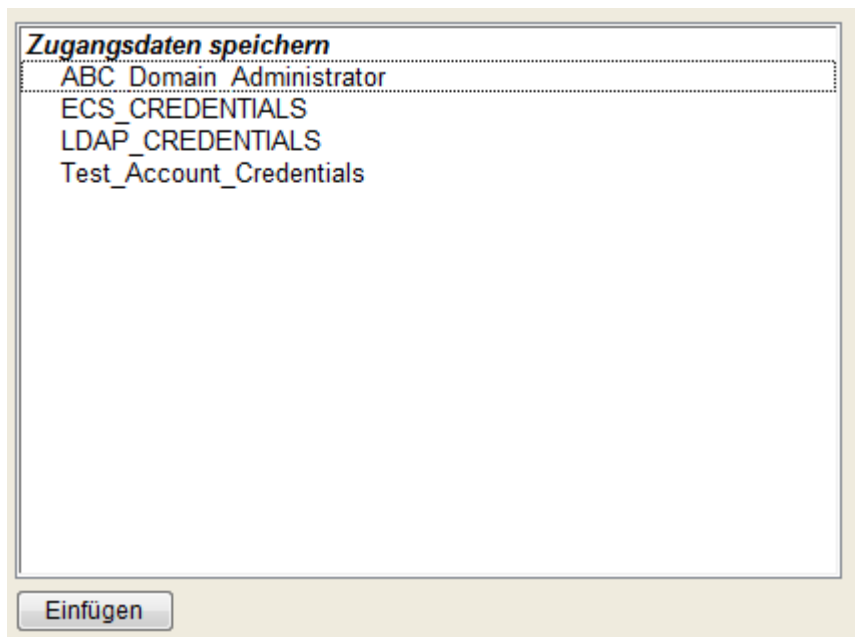 Zugangsdaten speichern
ABC_Domain_Administrator
ECS_CREDENTIALS
LDAP_CREDENTIALS
Test_Account_Credentials
Einfügen